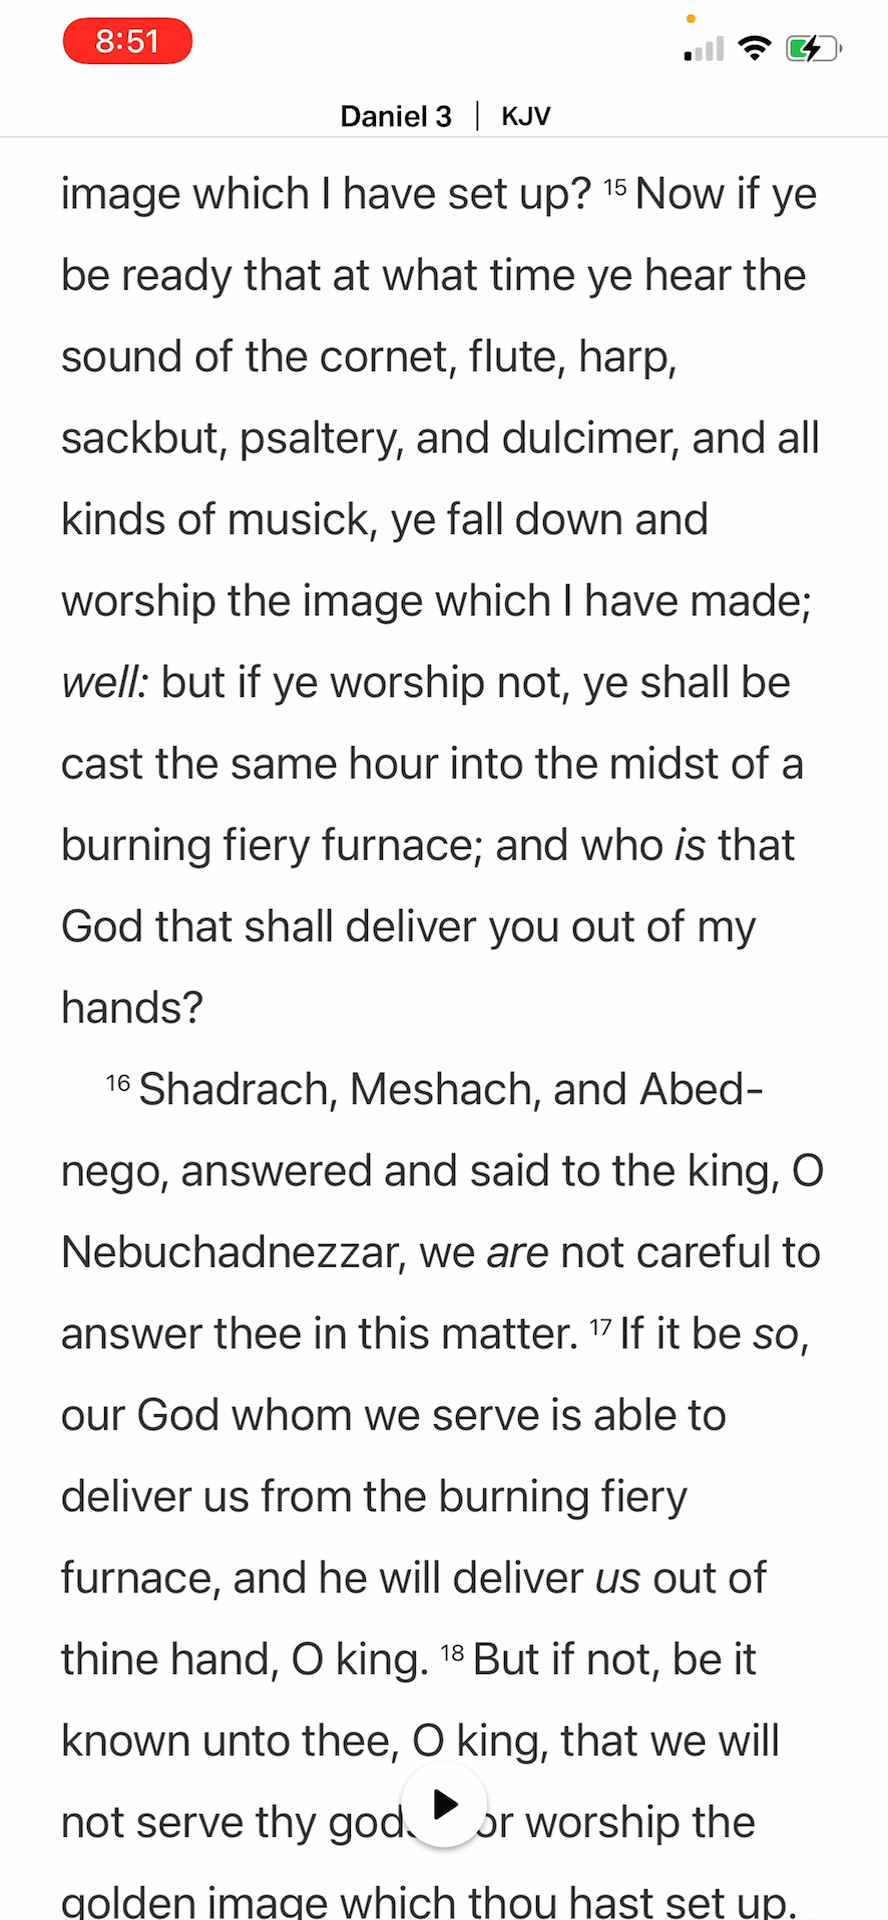 8:51
Daniel 3 | KJV
image which I have set up? 15 Now if ye
be ready that at what time ye hear the
sound of the cornet, flute, harp,
sackbut, psaltery, and dulcimer, and all
kinds of musick, ye fall down and
worship the image which I have made;
well: but if ye worship not, ye shall be
cast the same hour into the midst of a
burning fiery furnace; and who is that
God that shall deliver you out of my
hands?
16 Shadrach, Meshach, and Abed-
nego, answered and said to the king, O
Nebuchadnezzar, we are not careful to
answer thee in this matter. 17 If it be so,
our God whom we serve is able to
deliver us from the burning fiery
furnace, and he will deliver us out of
thine hand, O king. 18 But if not, be it
known unto thee, O king, that we will
not serve thy worship the
golden image which thou hast set up.